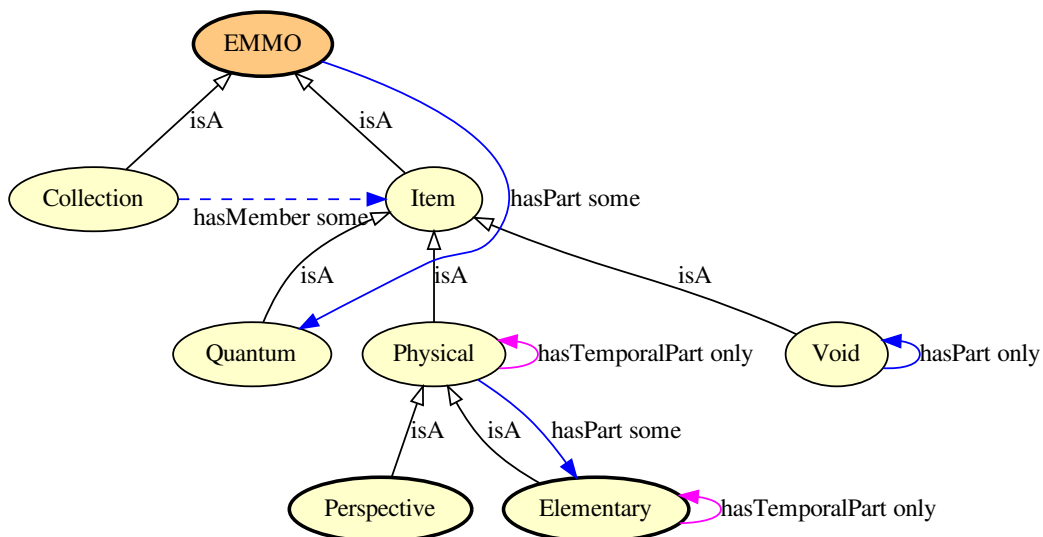 EMMO
isA
isA
Collection
Item
hasPart some
hasMember some
isA
isA
isA
Quantum
Physical
hasTemporalPart only
Void
hasPart only
isA
isA
hasPart some
Perspective
Elementary
hasTemporalPart only